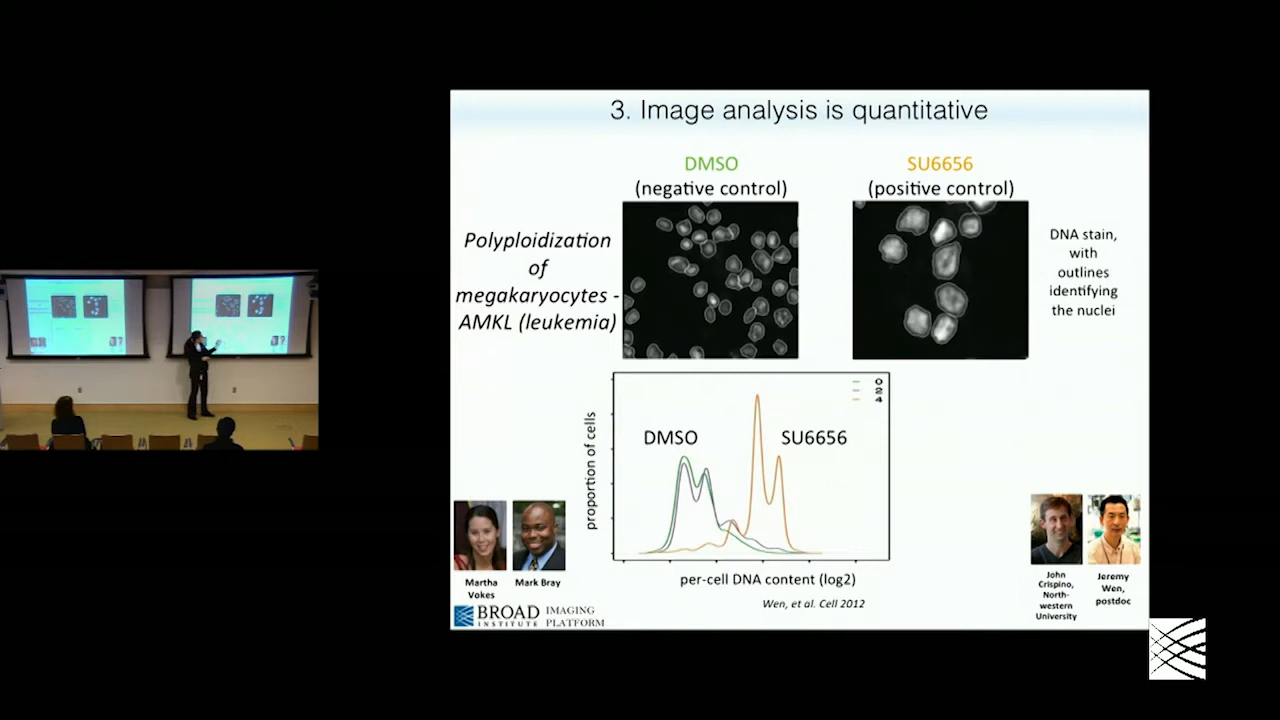 3. Image analysis is quantitative
DMSO
(negative control)
SU6656
(positive control)
Polyploidization
of
megakaryocytes -
AMKL (leukemia)
DNA stain,
with
outlines
identifying
the nuclei
0
2
4
DMSO
SU6656
proportion of cells
per-cell DNA content (log2)
Wen, et al. Cell 2012
Martha
Vokes
Mark Bray
John
Crispino,
North-
western
University
Jeremy
Wen,
postdoc
BROAD
INSTITUTE
IMAGING
PLATFORM